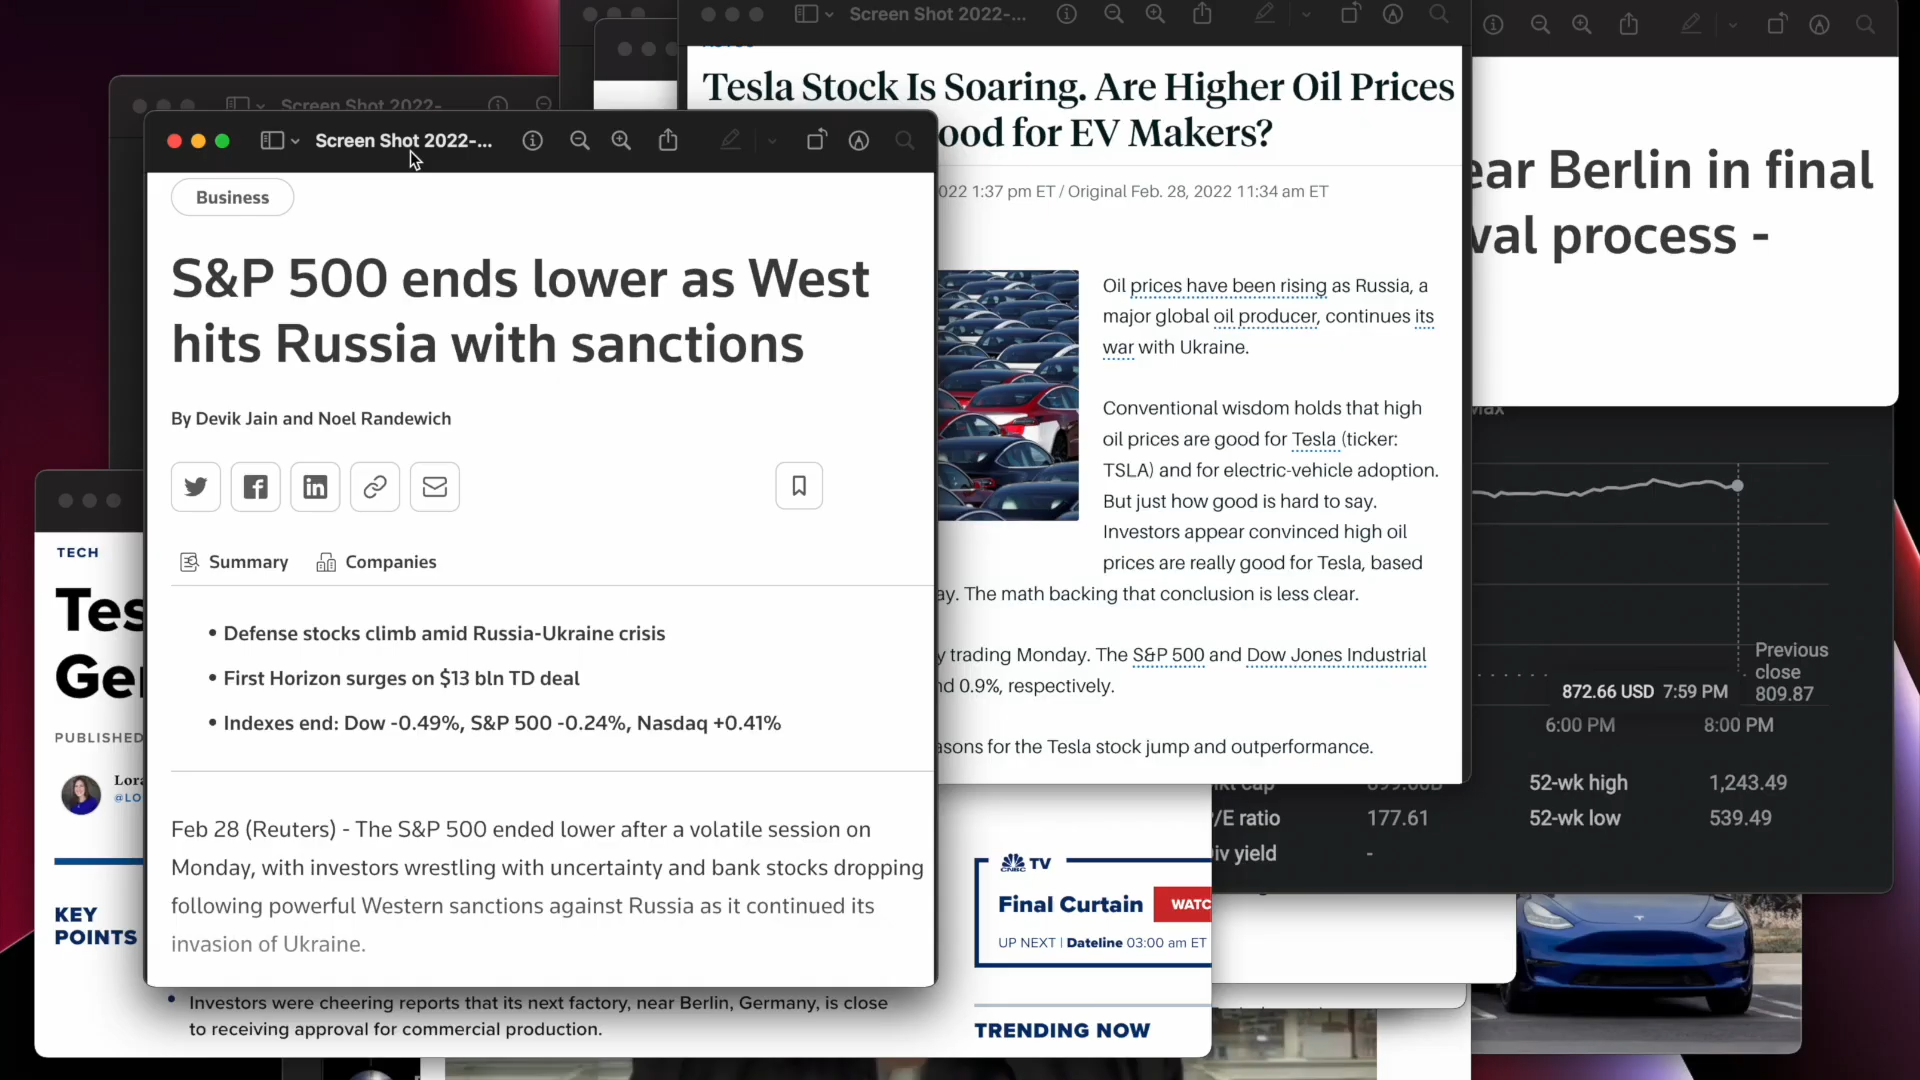 Screen Shot 2022-...
Tesla Stock Is Soaring. Are Higher Oil Prices
ood for EV Makers?
022 1:37 pm ET / Original Feb. 28, 2022 11:34 am ET
Oil prices have been rising as Russia, a
major global oil producer, continues its
war with Ukraine.
Conventional wisdom holds that high
oil prices are good for Tesla (ticker:
TSLA) and for electric-vehicle adoption.
But just how good is hard to say.
Investors appear convinced high oil
prices are really good for Tesla, based
ay. The math backing that conclusion is less clear.
y trading Monday. The S&P 500 and Dow Jones Industrial
nd 0.9%, respectively.
asons for the Tesla stock jump and outperformance.
ear Berlin in final
val process -
Screen Shot 2022-
Screen Shot 2022-...
Business
S&P 500 ends lower as West
hits Russia with sanctions
By Devik Jain and Noel Randewich
Summary
Companies
• Defense stocks climb amid Russia-Ukraine crisis
• First Horizon surges on $13 bln TD deal
• Indexes end: Dow -0.49%, S&P 500 -0.24%, Nasdaq +0.41%
Feb 28 (Reuters) - The S&P 500 ended lower after a volatile session on
Monday, with investors wrestling with uncertainty and bank stocks dropping
following powerful Western sanctions against Russia as it continued its
invasion of Ukraine.
TECH
Tes
Ge
PUBLISHED
Lora
@LO
KEY
POINTS
• Investors were cheering reports that its next factory, near Berlin, Germany, is close
to receiving approval for commercial production.
CNBC TV
Final Curtain
WATC
UP NEXT | Dateline 03:00 am ET
TRENDING NOW
Max
Previous
close
809.87
872.66 USD 7:59 PM
6:00 PM
8:00 PM
52-wk high
1,243.49
/E ratio
177.61
52-wk low
539.49
iv yield
-